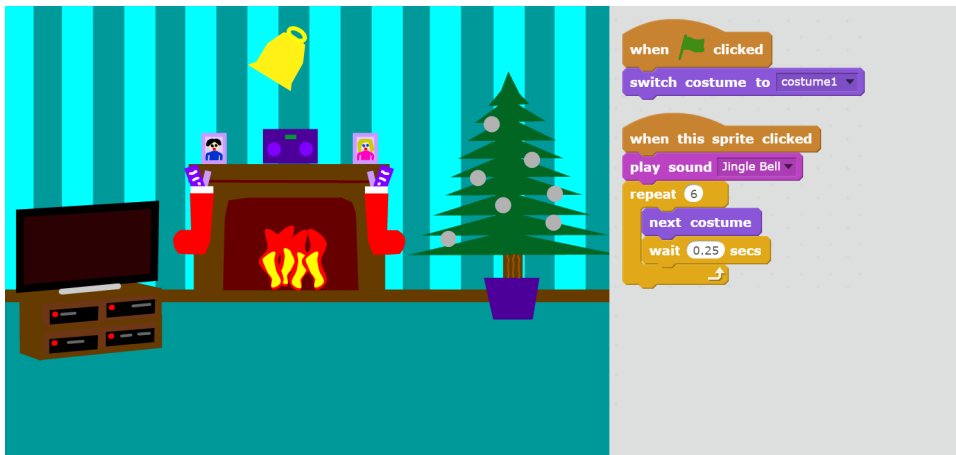 when clicked
switch costume to costume1
when this sprite clicked
play sound Jingle Bell
repeat 6
next costume
wait 0.25 secs